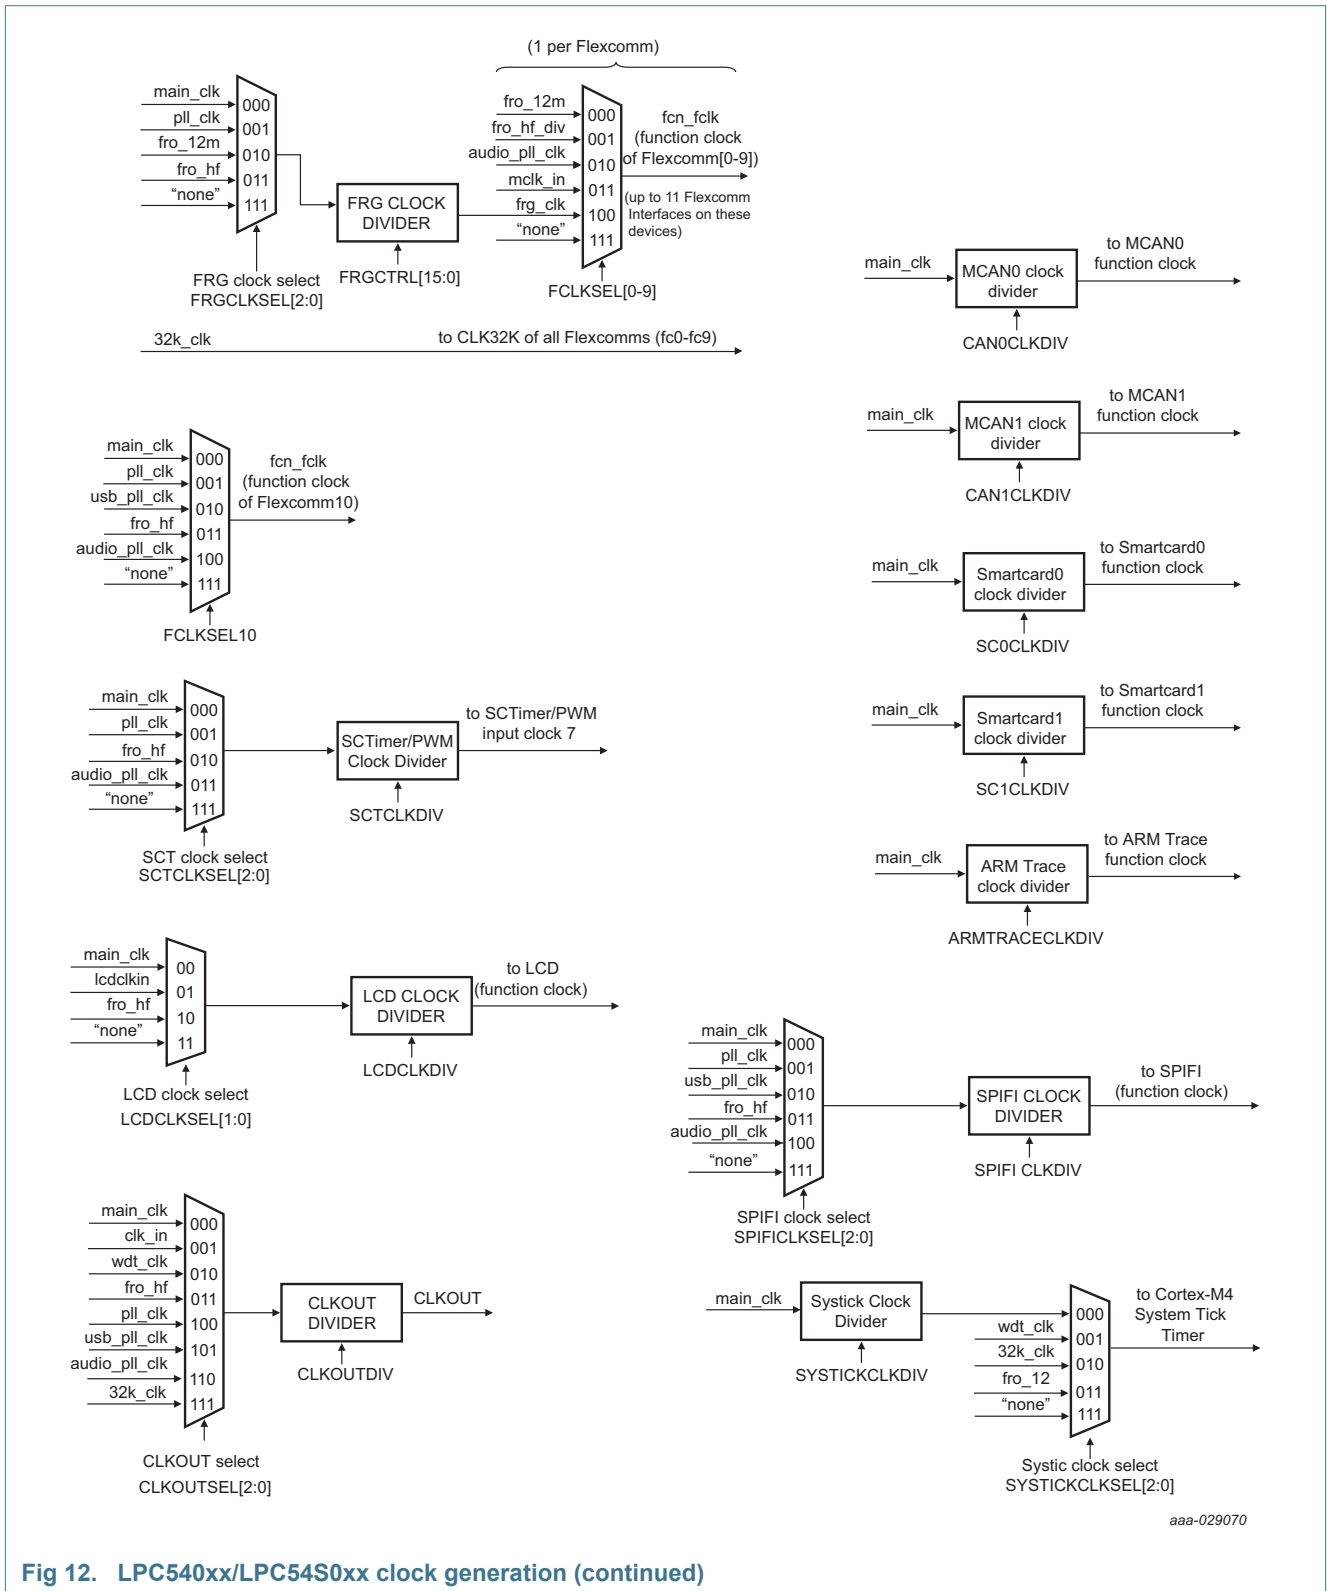 (1 per Flexcomm)
main_clk
000
pll_clk
001
fro_12m
010
fro_hf
011
“none”
111
FRG clock select
FRGCLKSEL[2:0]
FRG CLOCK
DIVIDER
FRGCTRL[15:0]
fro_12m
000
fro_hf_div
001
audio_pll_clk
010
mclk_in
011
frg_clk
100
“none”
111
FCLKSEL[0-9]
fcn_fclk
(function clock
of Flexcomm[0-9])
(up to 11 Flexcomm
Interfaces on these
devices)
32k_clk
to CLK32K of all Flexcomms (fc0-fc9)
main_clk
MCAN0 clock
divider
CAN0CLKDIV
to MCAN0
function clock
main_clk
MCAN1 clock
divider
CAN1CLKDIV
to MCAN1
function clock
main_clk
000
pll_clk
001
usb_pll_clk
010
fro_hf
011
audio_pll_clk
100
“none”
111
FCLKSEL10
fcn_fclk
(function clock
of Flexcomm10)
main_clk
Smartcard0
clock divider
SC0CLKDIV
to Smartcard0
function clock
main_clk
000
pll_clk
001
fro_hf
010
audio_pll_clk
011
“none”
111
SCT clock select
SCTCLKSEL[2:0]
SCTimer/PWM
Clock Divider
SCTCLKDIV
to SCTimer/PWM
input clock 7
main_clk
Smartcard1
clock divider
SC1CLKDIV
to Smartcard1
function clock
main_clk
ARM Trace
clock divider
ARMTRACECLKDIV
to ARM Trace
function clock
main_clk
00
lcdclkin
01
fro_hf
10
“none”
11
LCD clock select
LCDCLKSEL[1:0]
LCD CLOCK
DIVIDER
LCDCLKDIV
to LCD
(function clock)
main_clk
000
pll_clk
001
usb_pll_clk
010
fro_hf
011
audio_pll_clk
100
“none”
111
SPIFI clock select
SPIFICLKSEL[2:0]
SPIFI CLOCK
DIVIDER
SPIFI CLKDIV
to SPIFI
(function clock)
main_clk
000
clk_in
001
wdt_clk
010
fro_hf
011
pll_clk
100
usb_pll_clk
101
audio_pll_clk
110
32k_clk
111
CLKOUT select
CLKOUTSEL[2:0]
CLKOUT
DIVIDER
CLKOUTDIV
CLKOUT
main_clk
Systick Clock
Divider
SYSTICKCLKDIV
000
wdt_clk
001
32k_clk
010
fro_12
011
“none”
111
Systic clock select
SYSTICKCLKSEL[2:0]
to Cortex-M4
System Tick
Timer
aaa-029070
Fig 12. LPC540xx/LPC54S0xx clock generation (continued)